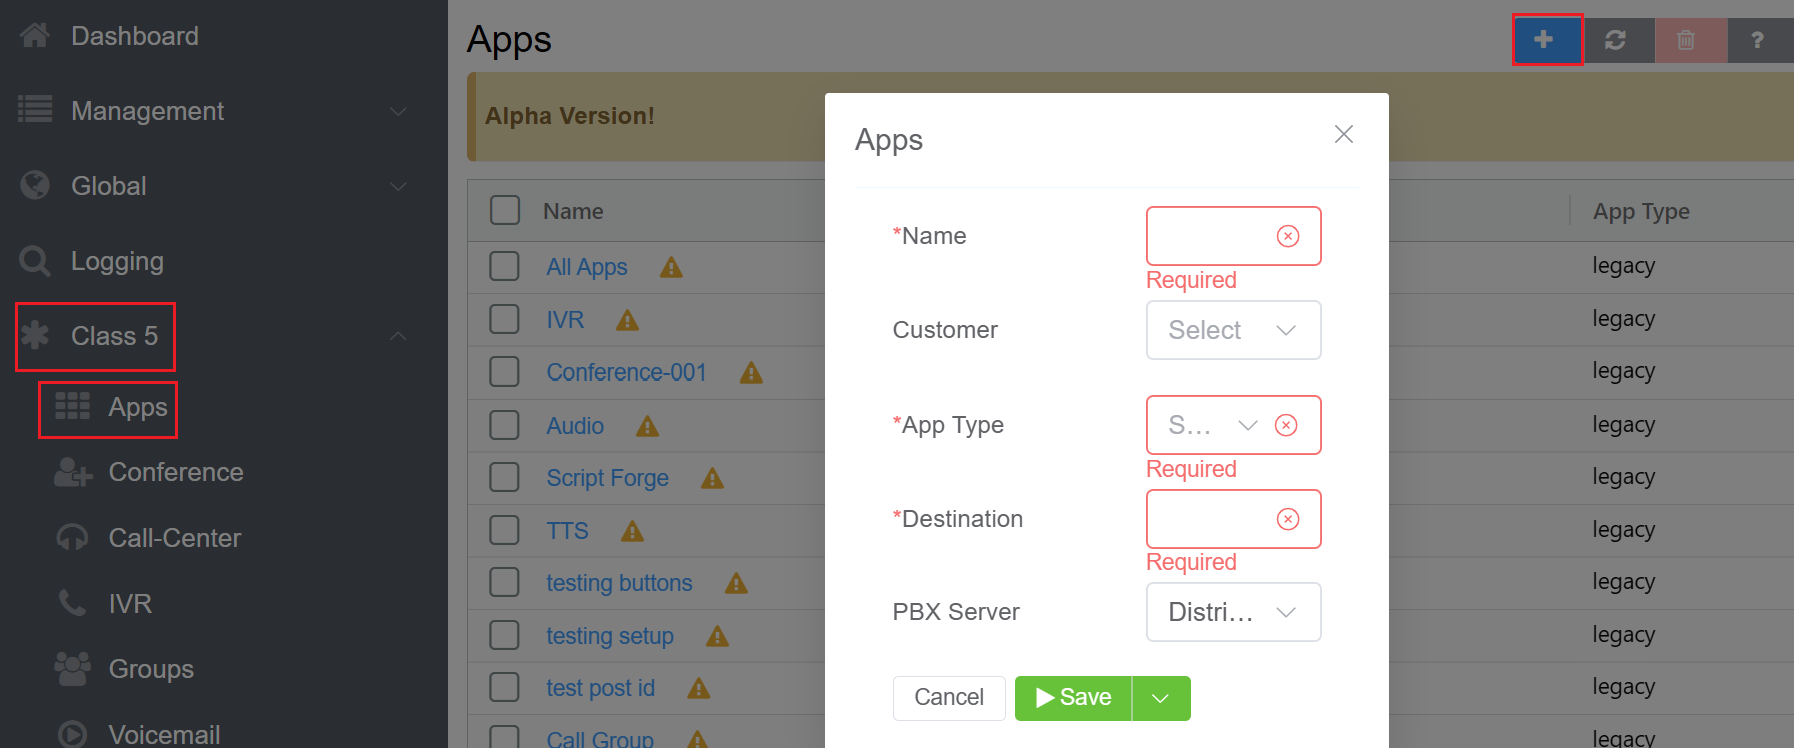 Dashboard
Management
Global
Logging
Class 5
Apps
Conference
Call-Center
IVR
Groups
Voicemail
Apps
?
Alpha Version!
Name
App Type
All Apps
legacy
IVR
legacy
Conference-001
legacy
Audio
legacy
Script Forge
legacy
TTS
legacy
testing buttons
legacy
testing setup
legacy
test post id
legacy
Call Group
legacy
Apps
*Name
Required
Customer
Select
*App Type
S...
Required
*Destination
Required
PBX Server
Distri...
Cancel
Save